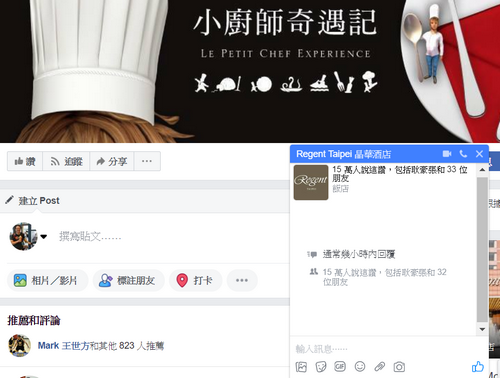 小廚師奇遇記
LE PETIT CHEF EXPERIENCE
讚
追蹤
分享
建立 Post
撰寫貼文……
相片／影片
標註朋友
打卡
推薦和評論
Mark 王世方和其他 823 人推薦
Regent Taipei 晶華酒店
Regent
15 萬人說這讚，包括耿豪張和 33 位
朋友
飯店
通常幾小時內回覆
15 萬人說這讚，包括耿豪張和 32
位朋友
輸入訊息……